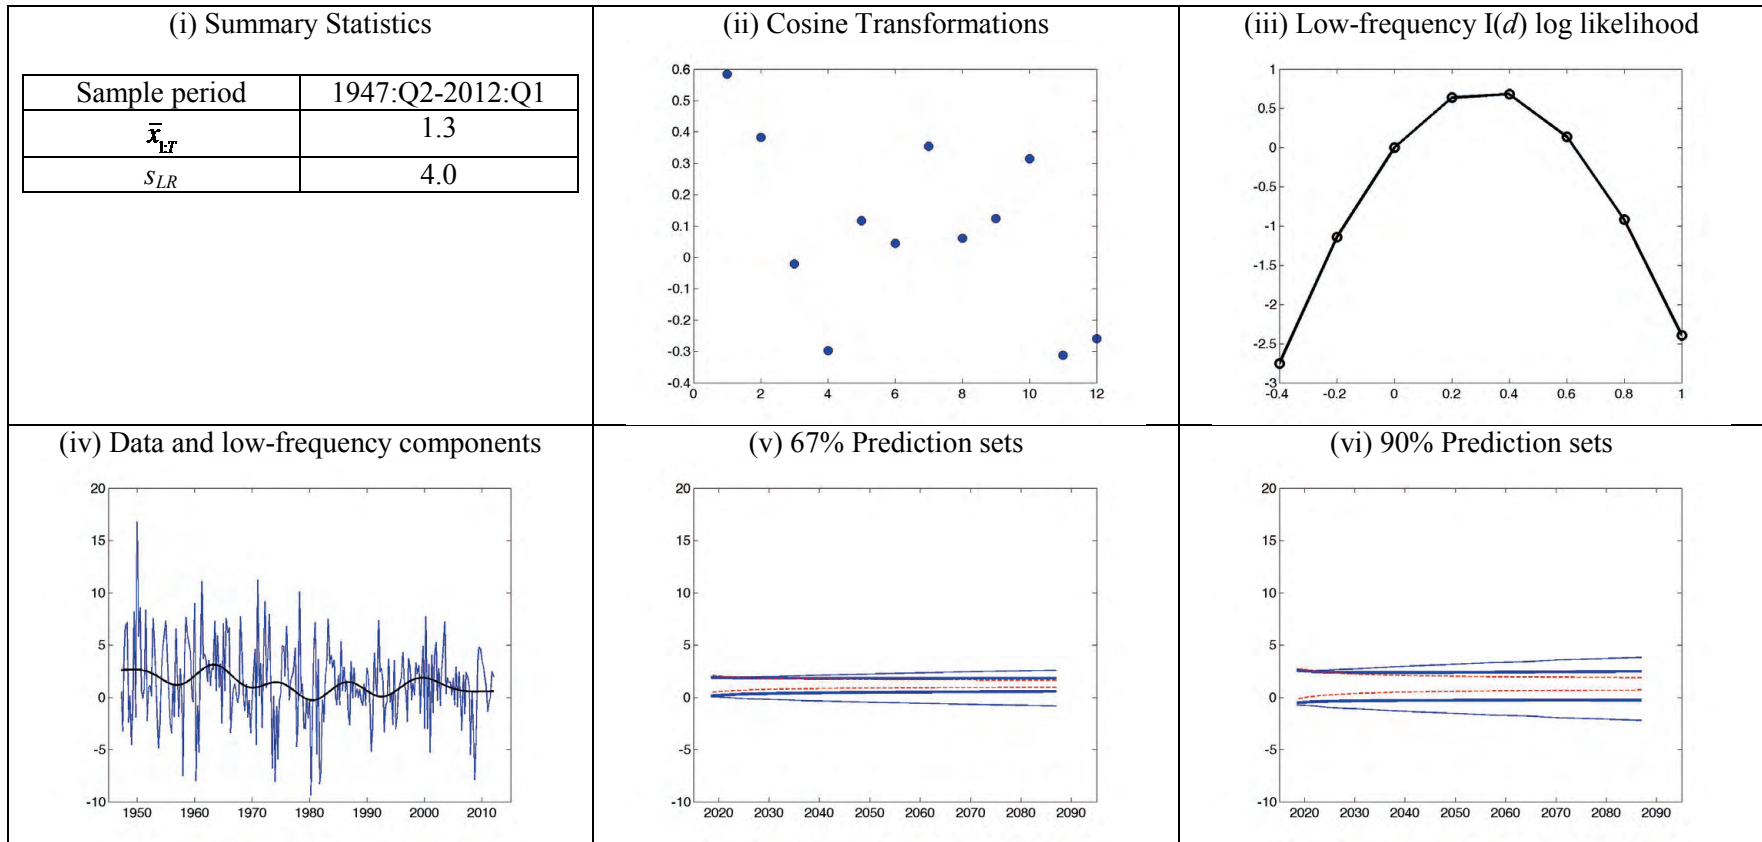 (i) Summary Statistics
Sample period 1947:Q2-2012:Q1
x̄1:T 1.3
sLR 4.0
(ii) Cosine Transformations
0.6
0.5
0.4
0.3
0.2
0.1
0
-0.1
-0.2
-0.3
-0.4
0 2 4 6 8 10 12
(iii) Low-frequency I(d) log likelihood
1
0.5
0
-0.5
-1
-1.5
-2
-2.5
-3
-0.4 -0.2 0 0.2 0.4 0.6 0.8 1
(iv) Data and low-frequency components
20
15
10
5
0
-5
-10
1950 1960 1970 1980 1990 2000 2010
(v) 67% Prediction sets
20
15
10
5
0
-5
-10
2020 2030 2040 2050 2060 2070 2080 2090
(vi) 90% Prediction sets
20
15
10
5
0
-5
-10
2020 2030 2040 2050 2060 2070 2080 2090